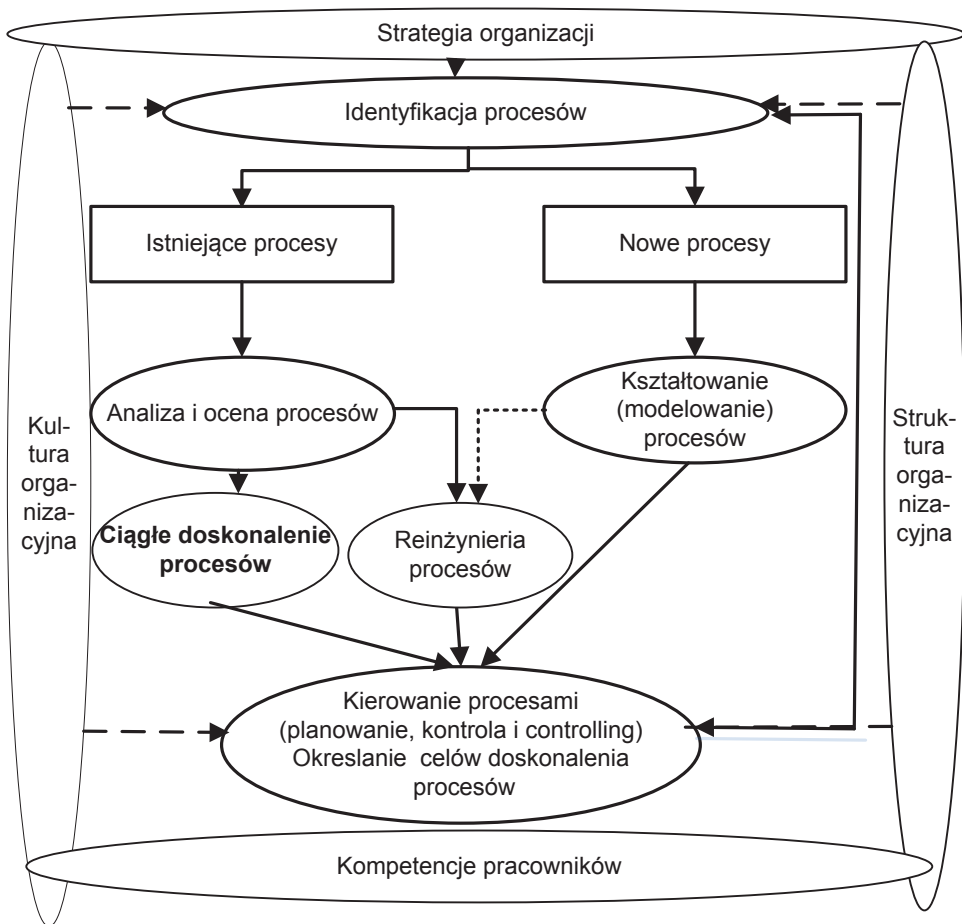 Strategia organizacji
Identyfikacja procesów
Istniejące procesy
Nowe procesy
Analiza i ocena procesów
Kształtowanie
(modelowanie)
procesów
Kul-
tura
orga-
niza-
cyjna
Struk-
tura
orga-
niza-
cyjna
Ciągłe doskonalenie
procesów
Reinżynieria
procesów
Kierowanie procesami
(planowanie, kontrola i controlling)
Okreslanie celów doskonalenia
procesów
Kompetencje pracowników